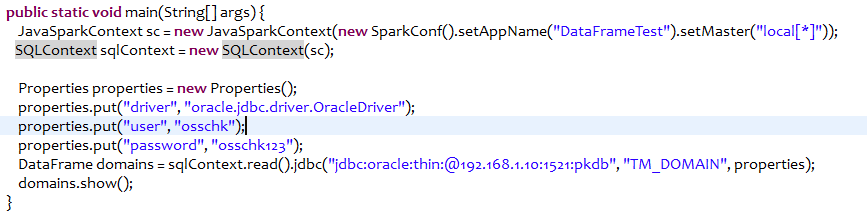 public static void main(String[] args) {
JavaSparkContext sc = new JavaSparkContext(new SparkConf().setAppName("DataFrameTest").setMaster("local[*]"));
SQLContext sqlContext = new SQLContext(sc);
Properties properties = new Properties();
properties.put("driver", "oracle.jdbc.driver.OracleDriver");
properties.put("user", "osschk");
properties.put("password", "osschk123");
DataFrame domains = sqlContext.read().jdbc("jdbc:oracle:thin:@192.168.1.10:1521:pkdb", "TM_DOMAIN", properties);
domains.show();
}